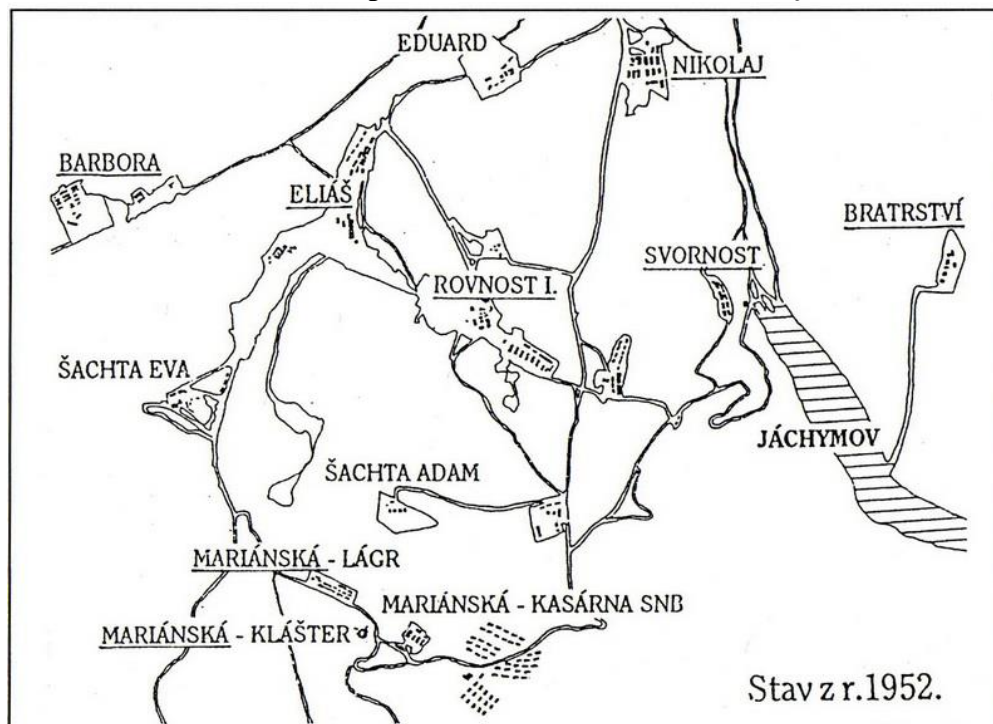 EDUARD
NIKOLAJ
BARBORA
ELIÁŠ
BRATRSTVÍ
SVORNOST
ROVNOST I.
ŠACHTA EVA
JÁCHYMOV
ŠACHTA ADAM
MARIÁNSKÁ - LÁGR
MARIÁNSKÁ - KASÁRNA SNB
MARIÁNSKÁ - KLÁŠTER
Stav z r.1952.